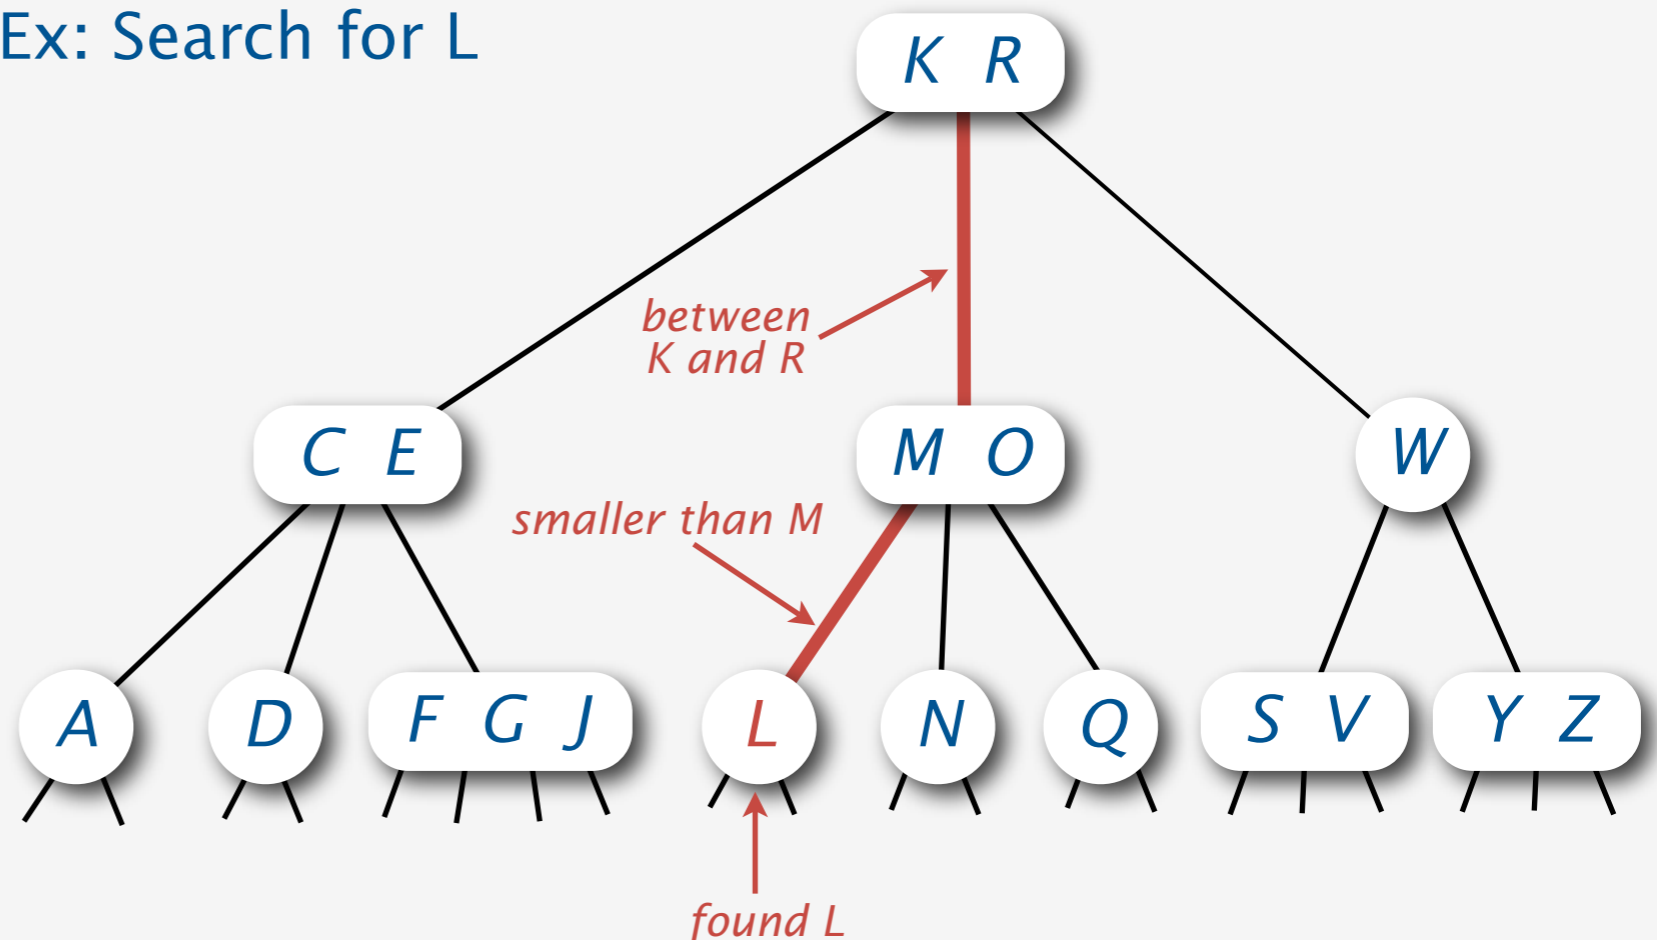 Ex: Search for L
K R
between
K and R
C E
M O
W
smaller than M
A
D
F G J
L
N
Q
S V
Y Z
found L